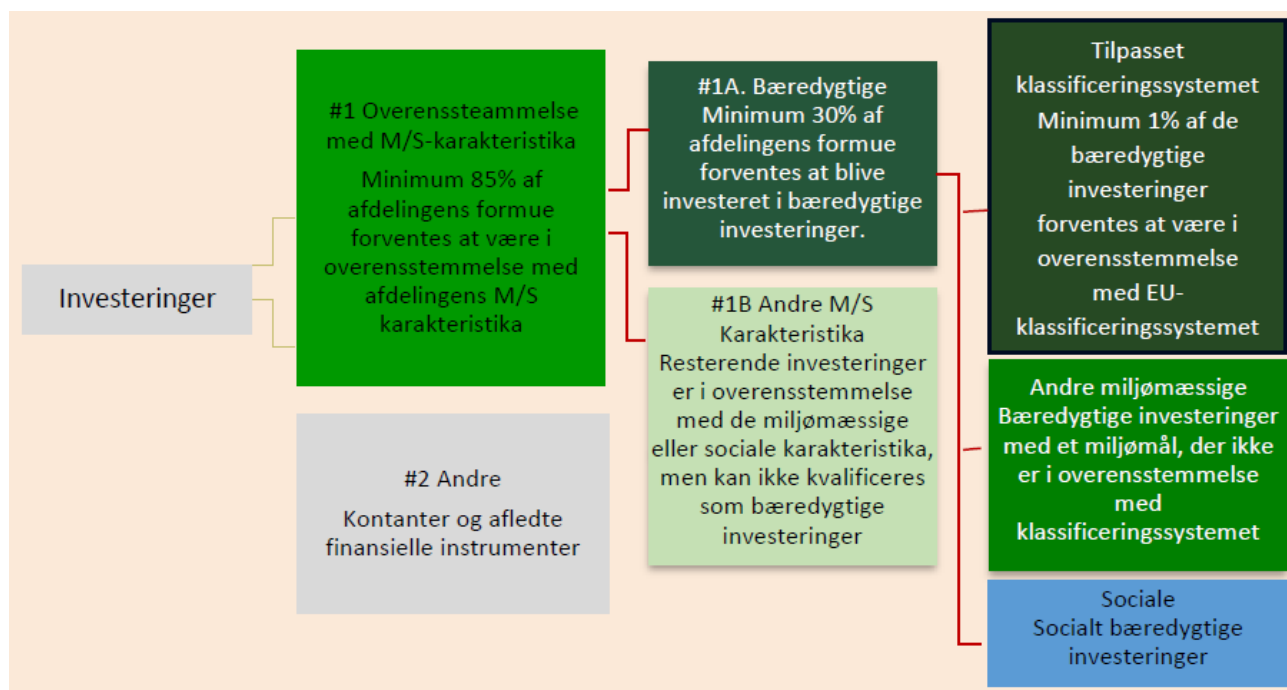 Investeringer
#1 Overenssteammelse
med M/S-karakteristika
Minimum 85% af
afdelingens formue
forventes at være i
overensstemmelse med
afdelingens M/S
karakteristika
#2 Andre
Kontanter og afledte
finansielle instrumenter
#1A. Bæredygtige
Minimum 30% af
afdelingens formue
forventes at blive
investeret i bæredygtige
investeringer.
#1B Andre M/S
Karakteristika
Resterende investeringer
er i overensstemmelse
med de miljømæssige
eller sociale karakteristika,
men kan ikke kvalificeres
som bæredygtige
investeringer
Tilpasset
klassificeringssystemet
Minimum 1% af de
bæredygtige
investeringer
forventes at være i
overensstemmelse
med EU-
klassificeringssystemet
Andre miljømæssige
Bæredygtige investeringer
med et miljømål, der ikke
er i overensstemmelse
med
klassificeringssystemet
Sociale
Socialt bæredygtige
investeringer